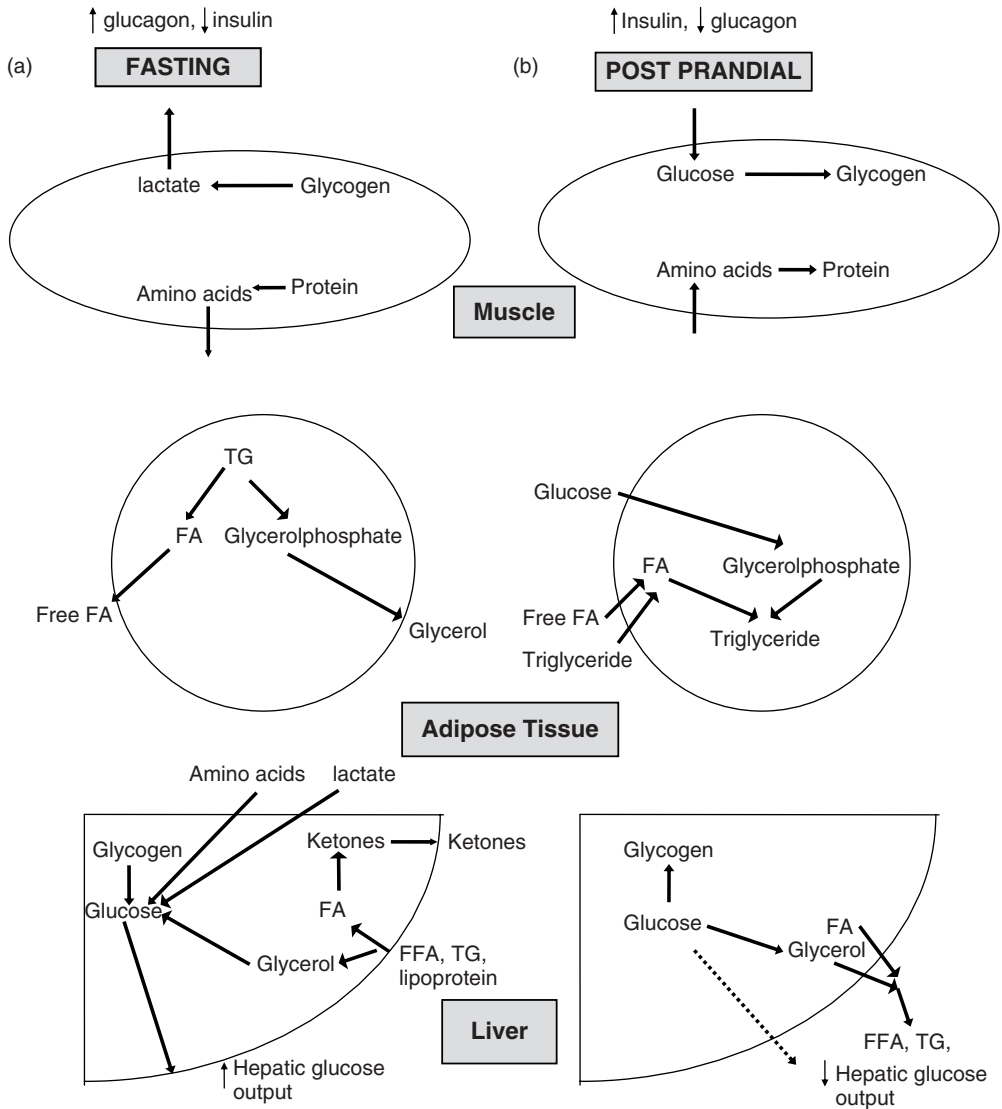 ↑ glucagon, ↓ insulin
(a)
FASTING
lactate
Glycogen
Amino acids
Protein
↑Insulin, ↓ glucagon
(b)
POST PRANDIAL
Glucose
Glycogen
Amino acids
Protein
Muscle
TG
FA
Glycerolphosphate
Free FA
Glycerol
Glucose
FA
Glycerolphosphate
Free FA
Triglyceride
Triglyceride
Adipose Tissue
Amino acids
lactate
Glycogen
Ketones
Ketones
Glucose
FA
Glycerol
FFA, TG,
lipoprotein
↑ Hepatic glucose
output
Liver
Glycogen
Glucose
FA
Glycerol
FFA, TG,
↓ Hepatic glucose
output